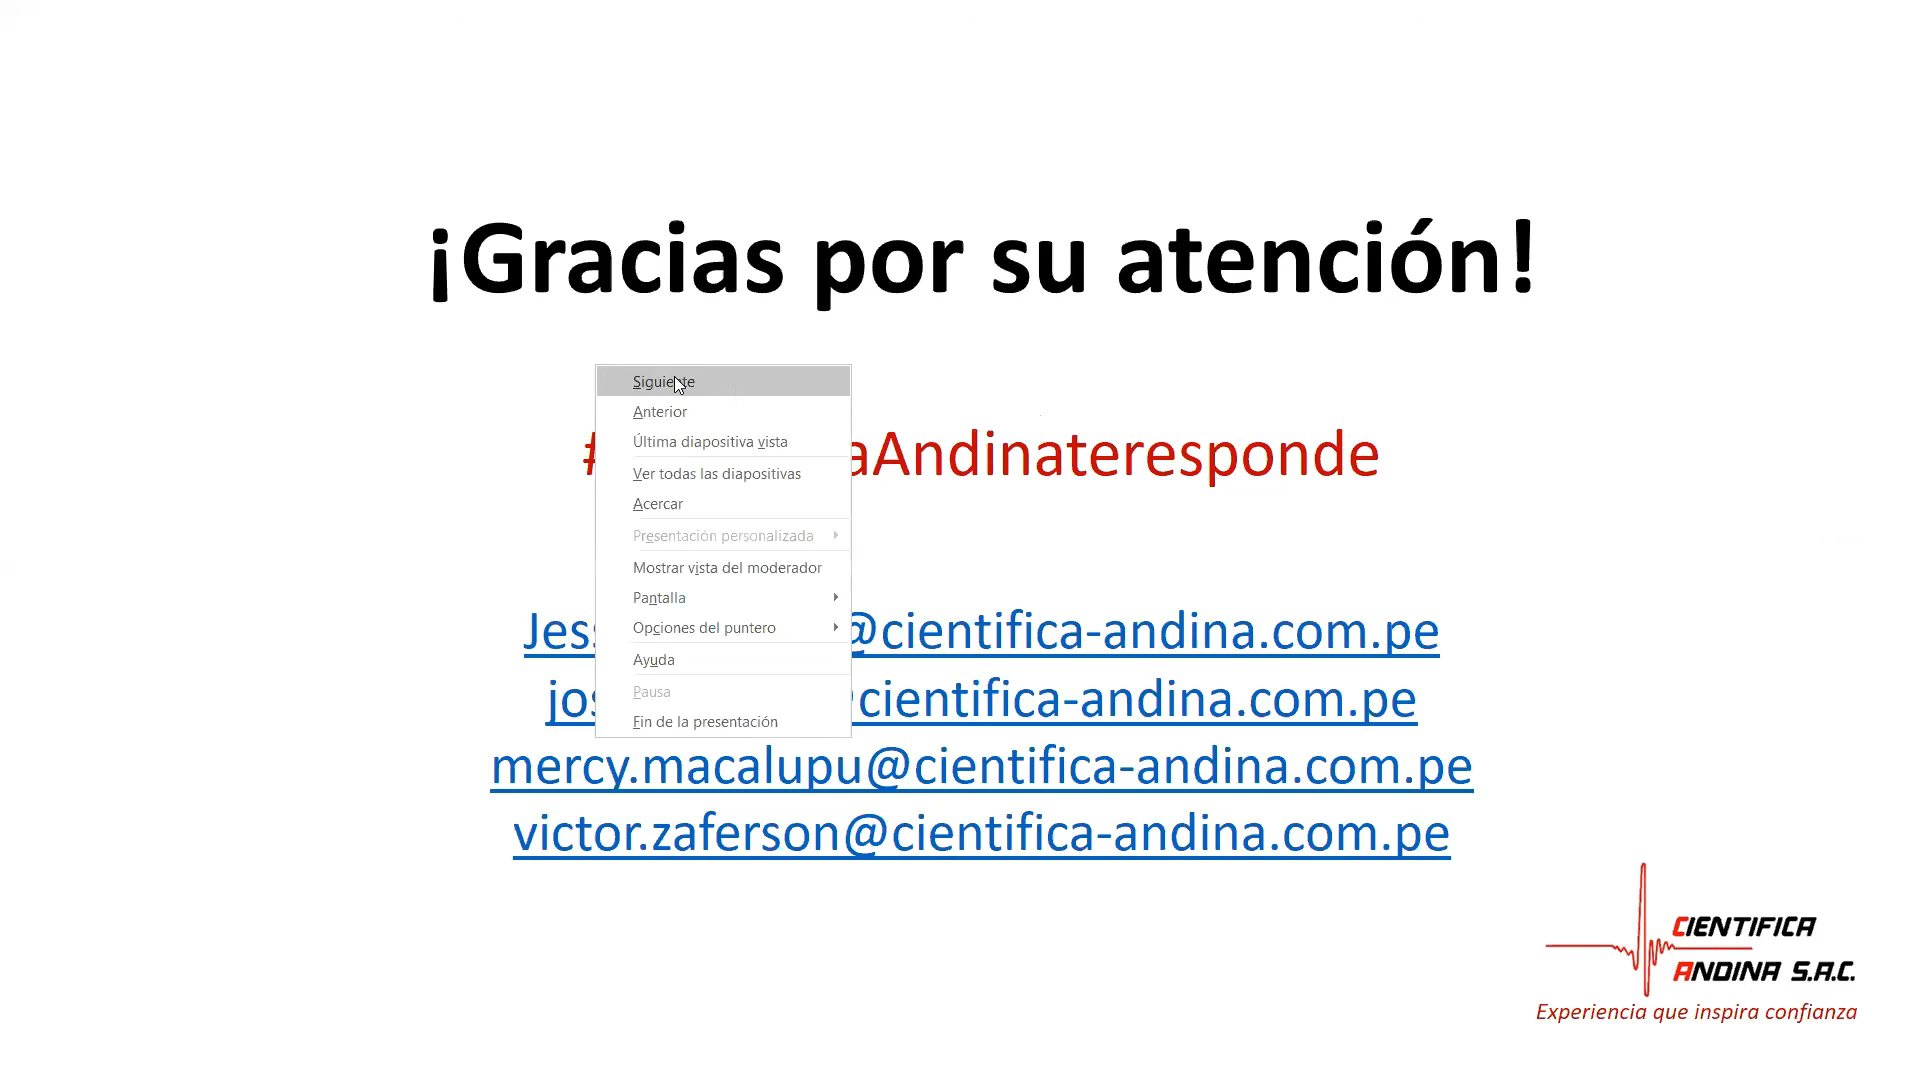 ¡Gracias por su atención!
Siguiente
Anterior
Última diapositiva vista
Ver todas las diapositivas
Acercar
Presentación personalizada
Mostrar vista del moderador
Pantalla
Opciones del puntero
Ayuda
Pausa
Fin de la presentación
#
aAndinateresponde
@cientifica-andina.com.pe
@cientifica-andina.com.pe
mercy.macalupu@cientifica-andina.com.pe
victor.zaferson@cientifica-andina.com.pe
CIENTIFICA
ANDINA S.A.C.
Experiencia que inspira confianza